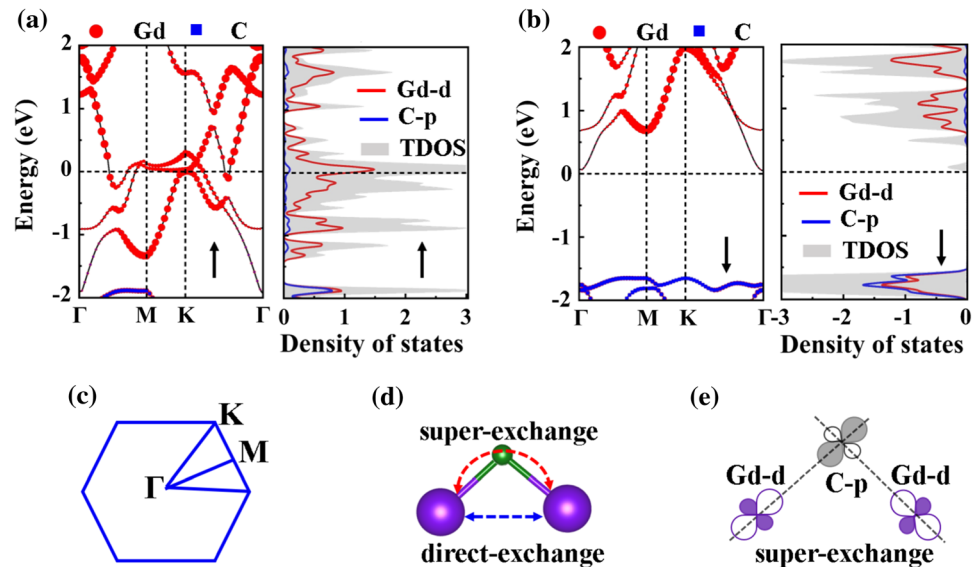 (a)
Gd C
Energy (eV)
2
1
0
-1
-2
Γ M K Γ
Gd-d
C-p
TDOS
0 1 2 3
Density of states
(b)
Gd C
Energy (eV)
2
1
0
-1
-2
Γ M K Γ
Gd-d
C-p
TDOS
-3 -2 -1 0
Density of states
(c)
K
M
Γ
(d)
super-exchange
direct-exchange
(e)
Gd-d C-p Gd-d
super-exchange